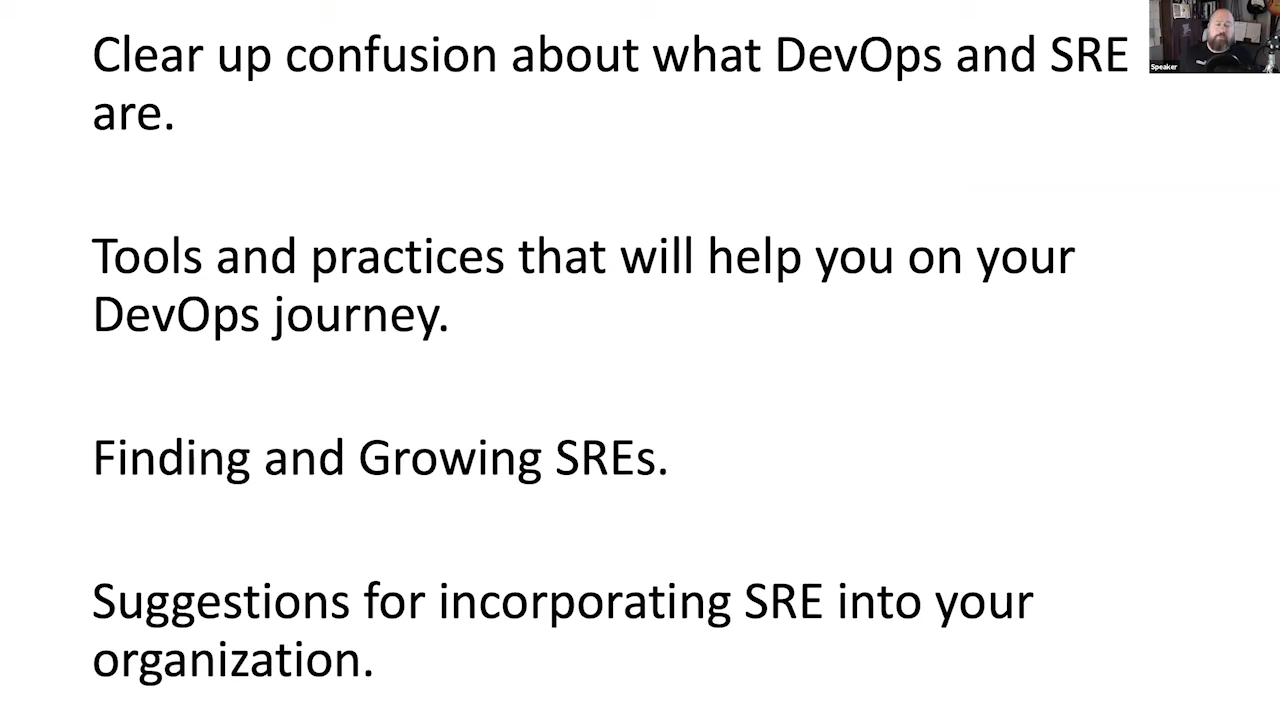 Clear up confusion about what DevOps and SRE
are.
Speaker
Tools and practices that will help you on your
DevOps journey.
Finding and Growing SREs.
Suggestions for incorporating SRE into your
organization.